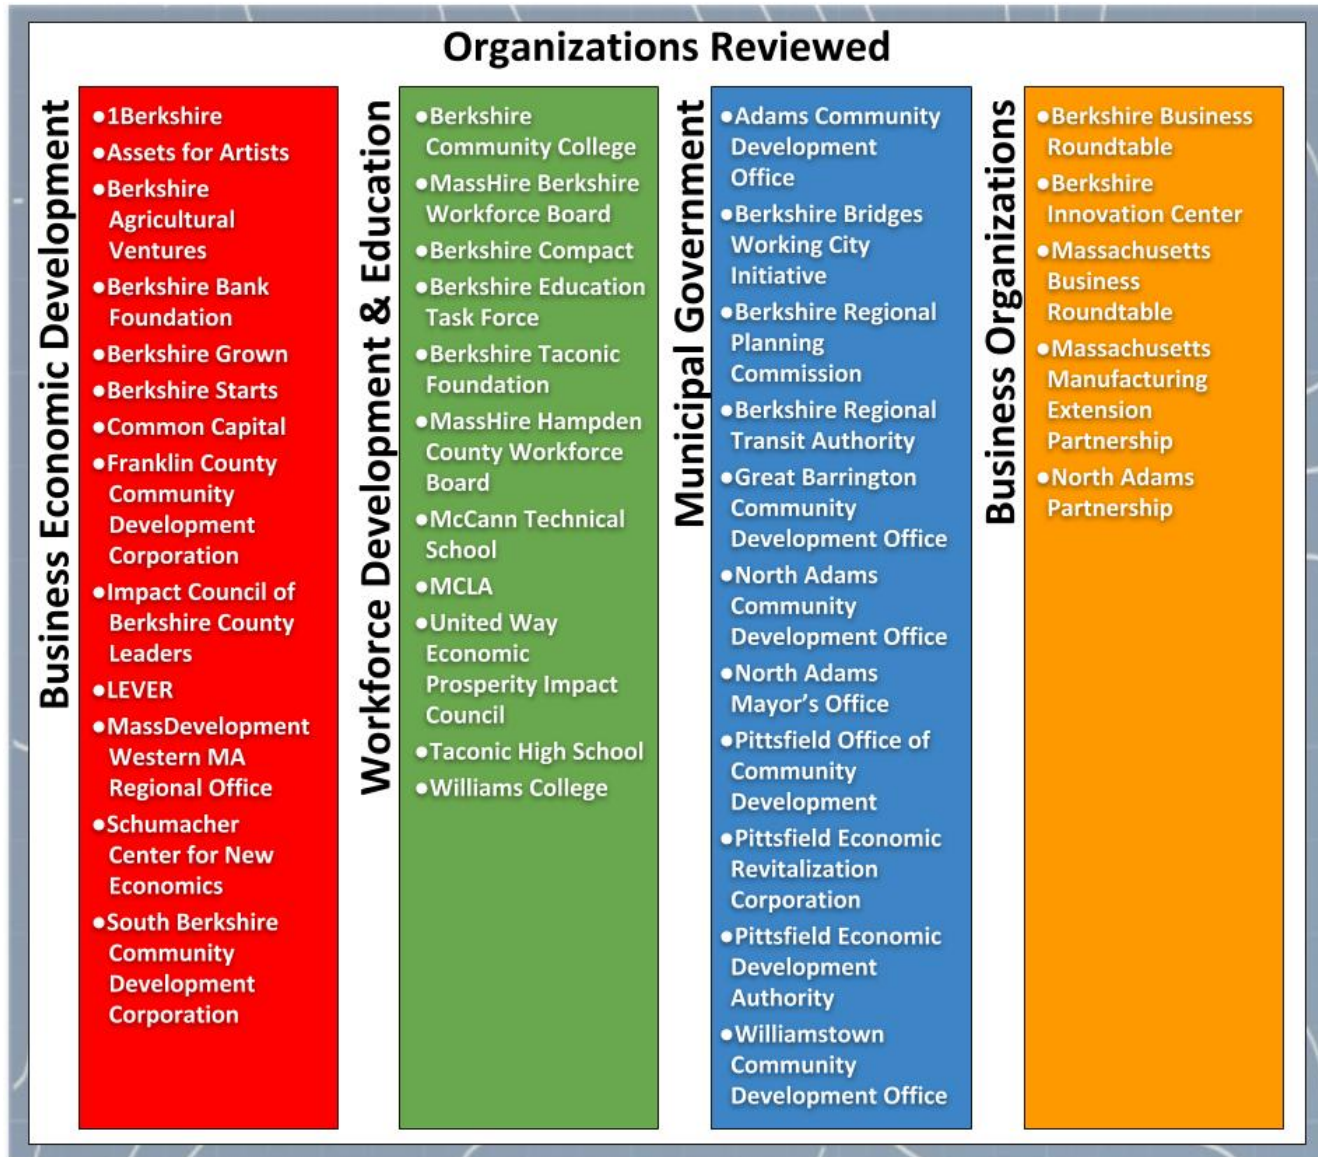 Organizations Reviewed
Business Economic Development
●1Berkshire
●Assets for Artists
●Berkshire
Agricultural
Ventures
●Berkshire Bank
Foundation
●Berkshire Grown
●Berkshire Starts
●Common Capital
●Franklin County
Community
Development
Corporation
●Impact Council of
Berkshire County
Leaders
●LEVER
●MassDevelopment
Western MA
Regional Office
●Schumacher
Center for New
Economics
●South Berkshire
Community
Development
Corporation
Workforce Development & Education
●Berkshire
Community College
●MassHire Berkshire
Workforce Board
●Berkshire Compact
●Berkshire Education
Task Force
●Berkshire Taconic
Foundation
●MassHire Hampden
County Workforce
Board
●McCann Technical
School
●MCLA
●United Way
Economic
Prosperity Impact
Council
●Taconic High School
●Williams College
Municipal Government
●Adams Community
Development
Office
●Berkshire Bridges
Working City
Initiative
●Berkshire Regional
Planning
Commission
●Berkshire Regional
Transit Authority
●Great Barrington
Community
Development Office
●North Adams
Community
Development Office
●North Adams
Mayor’s Office
●Pittsfield Office of
Community
Development
●Pittsfield Economic
Revitalization
Corporation
●Pittsfield Economic
Development
Authority
●Williamstown
Community
Development Office
Business Organizations
●Berkshire Business
Roundtable
●Berkshire
Innovation Center
●Massachusetts
Business
Roundtable
●Massachusetts
Manufacturing
Extension
Partnership
●North Adams
Partnership